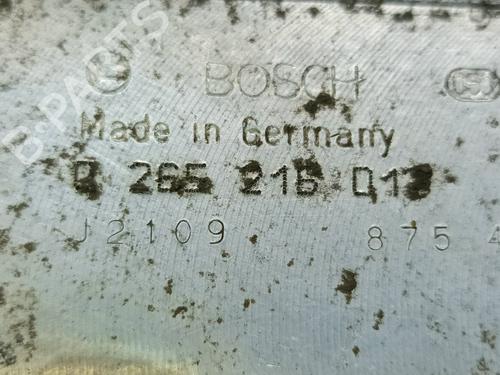 B-PARTS
BOSCH
Made in Germany
0 265 216 013
J2109 875 4